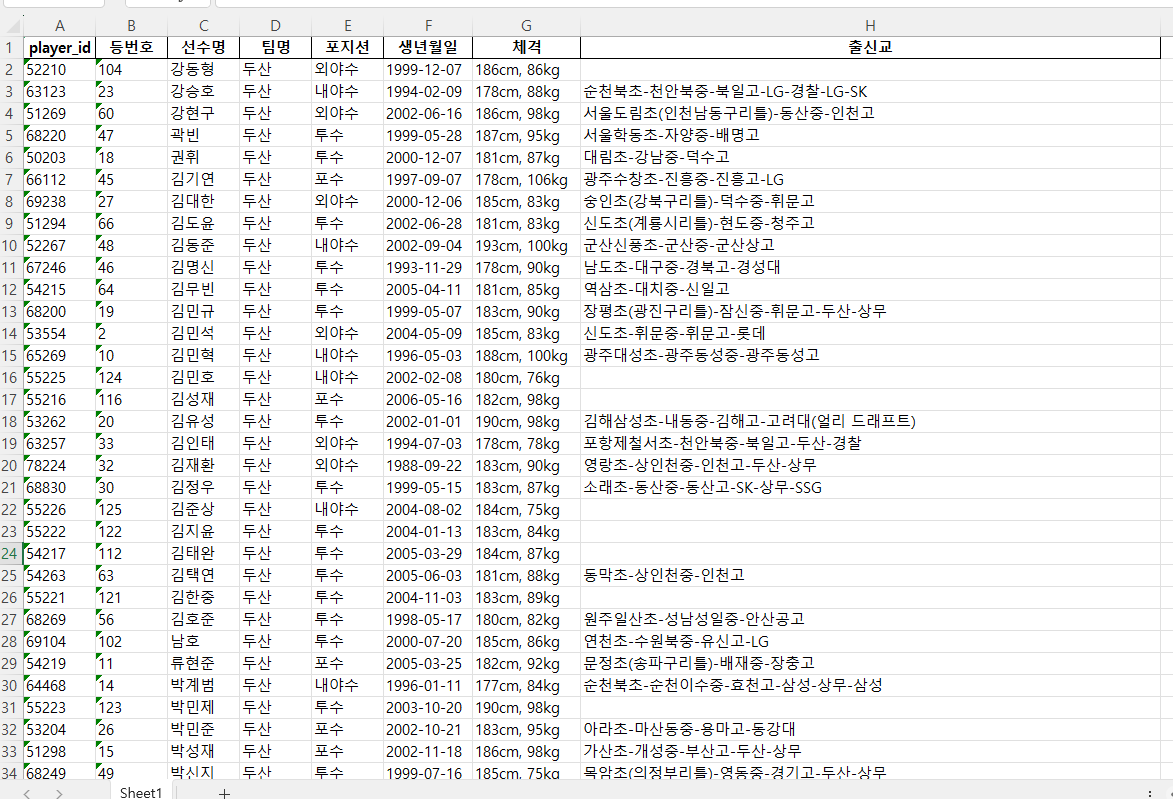 A B C D E F G H
1 player_id 등번호 선수명 팀명 포지션 생년월일 체격 출신교
2 52210 104 강동형 두산 외야수 1999-12-07 186cm, 86kg
3 63123 23 강승호 두산 내야수 1994-02-09 178cm, 88kg 순천북초-천안북중-북일고-LG-경찰-LG-SK
4 51269 60 강현구 두산 외야수 2002-06-16 186cm, 98kg 서울도림초(인천남동구리틀)-동산중-인천고
5 68220 47 곽빈 두산 투수 1999-05-28 187cm, 95kg 서울학동초-자양중-배명고
6 50203 18 권휘 두산 투수 2000-12-07 181cm, 87kg 대림초-강남중-덕수고
7 66112 45 김기연 두산 포수 1997-09-07 178cm, 106kg 광주수창초-진흥중-진흥고-LG
8 69238 27 김대한 두산 외야수 2000-12-06 185cm, 83kg 숭인초(강북구리틀)-덕수중-휘문고
9 51294 66 김도윤 두산 투수 2002-06-28 181cm, 83kg 신도초(계룡시리틀)-현도중-청주고
10 52267 48 김동준 두산 내야수 2002-09-04 193cm, 100kg 군산신풍초-군산중-군산상고
11 67246 46 김명신 두산 투수 1993-11-29 178cm, 90kg 남도초-대구중-경북고-경성대
12 54215 64 김무빈 두산 투수 2005-04-11 181cm, 85kg 역삼초-대치중-신일고
13 68200 19 김민규 두산 투수 1999-05-07 183cm, 90kg 장평초(광진구리틀)-잠신중-휘문고-두산-상무
14 53554 2 김민석 두산 외야수 2004-05-09 185cm, 83kg 신도초-휘문중-휘문고-롯데
15 65269 10 김민혁 두산 내야수 1996-05-03 188cm, 100kg 광주대성초-광주동성중-광주동성고
16 55225 124 김민호 두산 내야수 2002-02-08 180cm, 76kg
17 55216 116 김성재 두산 포수 2006-05-16 182cm, 98kg
18 53262 20 김유성 두산 투수 2002-01-01 190cm, 98kg 김해삼성초-내동중-김해고-고려대(얼리 드래프트)
19 63257 33 김인태 두산 외야수 1994-07-03 178cm, 78kg 포항제철서초-천안북중-북일고-두산-경찰
20 78224 32 김재환 두산 외야수 1988-09-22 183cm, 90kg 영랑초-상인천중-인천고-두산-상무
21 68830 30 김정우 두산 투수 1999-05-15 183cm, 87kg 소래초-동산중-동산고-SK-상무-SSG
22 55226 125 김준상 두산 내야수 2004-08-02 184cm, 75kg
23 55222 122 김지윤 두산 투수 2004-01-13 183cm, 84kg
24 54217 112 김태완 두산 투수 2005-03-29 184cm, 87kg
25 54263 63 김택연 두산 투수 2005-06-03 181cm, 88kg 동막초-상인천중-인천고
26 55221 121 김한중 두산 투수 2004-11-03 183cm, 89kg
27 68269 56 김호준 두산 투수 1998-05-17 180cm, 82kg 원주일산초-성남성일중-안산공고
28 69104 102 남호 두산 투수 2000-07-20 185cm, 86kg 연천초-수원북중-유신고-LG
29 54219 11 류현준 두산 포수 2005-03-25 182cm, 92kg 문정초(송파구리틀)-배재중-장충고
30 64468 14 박계범 두산 내야수 1996-01-11 177cm, 84kg 순천북초-순천이수중-효천고-삼성-상무-삼성
31 55223 123 박민제 두산 투수 2003-10-20 190cm, 98kg
32 53204 26 박민준 두산 포수 2002-10-21 183cm, 95kg 아라초-마산동중-용마고-동강대
33 51298 15 박성재 두산 포수 2002-11-18 186cm, 98kg 가산초-개성중-부산고-두산-상무
34 68249 49 박신지 두산 투수 1999-07-16 185cm, 75kg 목암초(의정부리틀)-영동중-경기고-두산-상무
Sheet1